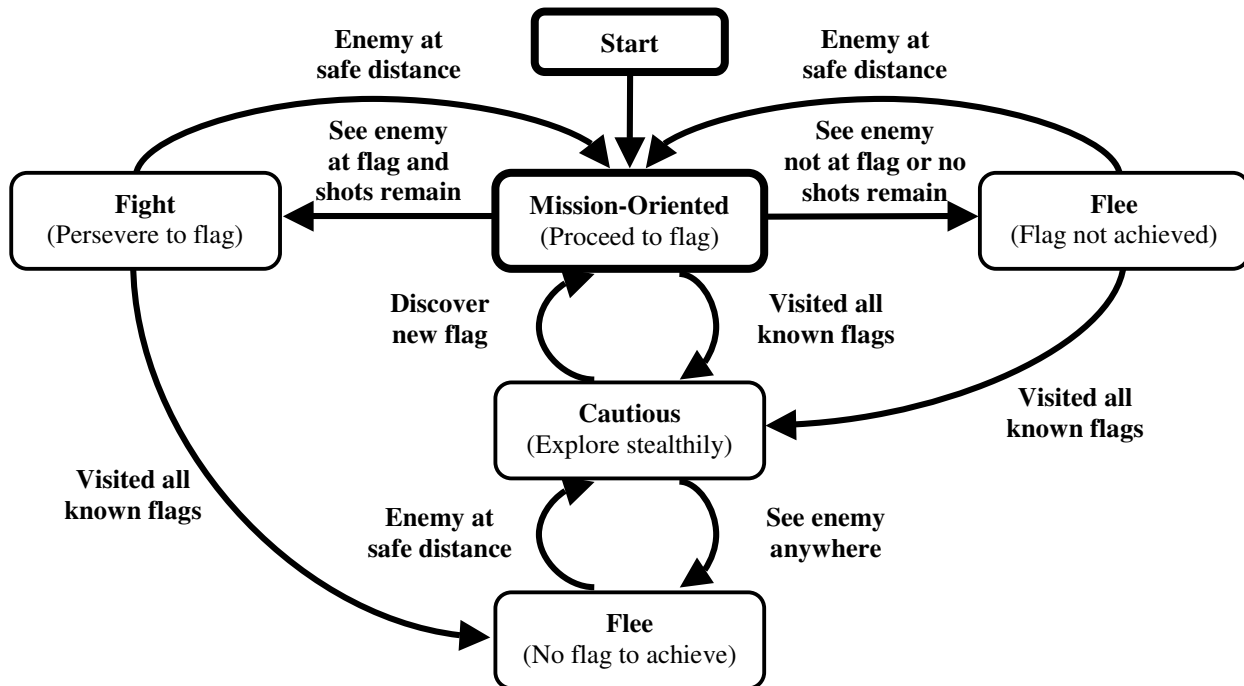 Enemy at
safe distance
Start
Enemy at
safe distance
See enemy
at flag and
shots remain
See enemy
not at flag or no
shots remain
Fight
(Persevere to flag)
Mission-Oriented
(Proceed to flag)
Flee
(Flag not achieved)
Discover
new flag
Visited all
known flags
Cautious
(Explore stealthily)
Visited all
known flags
Visited all
known flags
Enemy at
safe distance
See enemy
anywhere
Flee
(No flag to achieve)